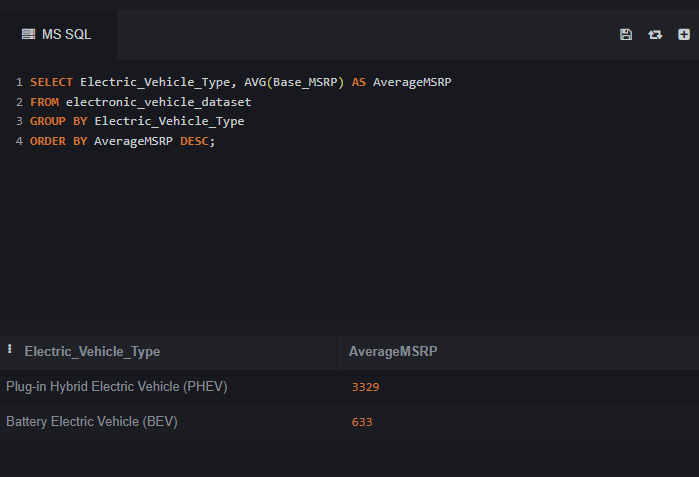 MS SQL
1 SELECT Electric_Vehicle_Type, AVG(Base_MSRP) AS AverageMSRP
2 FROM electronic_vehicle_dataset
3 GROUP BY Electric_Vehicle_Type
4 ORDER BY AverageMSRP DESC;
Electric_Vehicle_Type AverageMSRP
Plug-in Hybrid Electric Vehicle (PHEV) 3329
Battery Electric Vehicle (BEV) 633